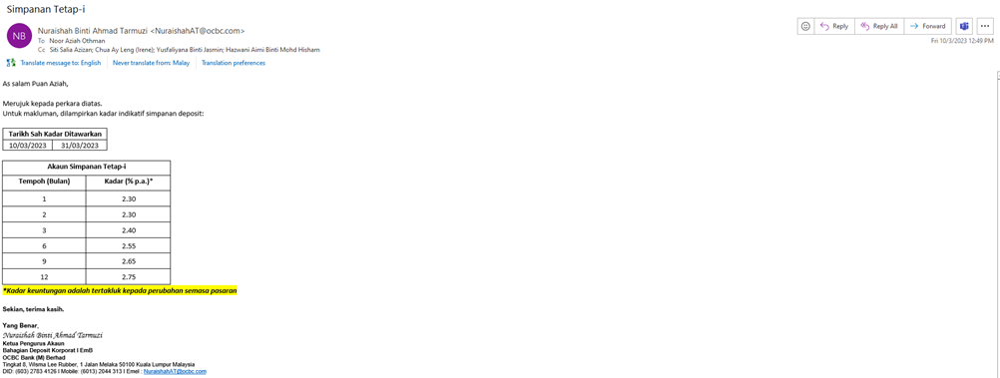 Simpanan Tetap-i
NB
Nuraishah Binti Ahmad Tarmuzi <NuraishahAT@ocbc.com>
To Noor Aziah Othman
Cc Siti Salia Azizan; Chua Ay Leng (Irene); Yusfaliyana Binti Jasmin; Hazwani Aimi Binti Mohd Hisham
Reply Reply All Forward
Fri 10/3/2023 12:49 PM
Translate message to: English Never translate from: Malay Translation preferences
As salam Puan Aziah,
Merujuk kepada perkara diatas.
Untuk makluman, dilampirkan kadar indikatif simpanan deposit:
Tarikh Sah Kadar Ditawarkan
10/03/2023 31/03/2023
Akaun Simpanan Tetap-i
Tempoh (Bulan) Kadar (% p.a.)*
1 2.30
2 2.30
3 2.40
6 2.55
9 2.65
12 2.75
*Kadar keuntungan adalah tertakluk kepada perubahan semasa pasaran
Sekian, terima kasih.
Yang Benar,
Nuraishah Binti Ahmad Tarmuzi
Ketua Pengurus Akaun
Bahagian Deposit Korporat I EmB
OCBC Bank (M) Berhad
Tingkat 8, Wisma Lee Rubber, 1 Jalan Melaka 50100 Kuala Lumpur Malaysia
DID: (603) 2783 4126 I Mobile: (6013) 2044 313 I Emel : NuraishahAT@ocbc.com